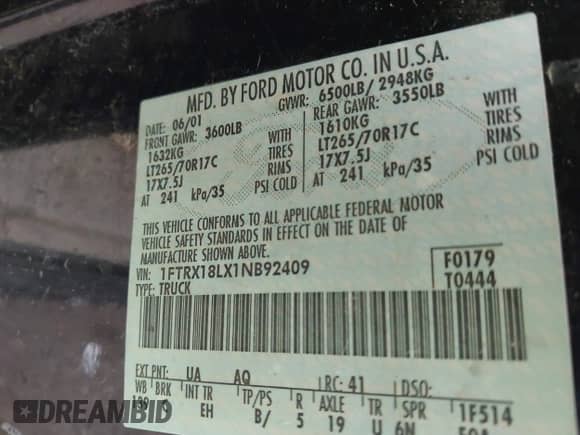 MFD. BY FORD MOTOR CO. IN U.S.A.
DATE: 06/01 GVWR: 6500LB/ 2948KG
FRONT GAWR: 3600LB REAR GAWR: 3550LB
1632KG WITH 1610KG WITH
LT265/70R17C TIRES LT265/70R17C TIRES
17X7.5J RIMS 17X7.5J RIMS
AT 241 kPa/35 PSI COLD AT 241 kPa/35 PSI COLD
THIS VEHICLE CONFORMS TO ALL APPLICABLE FEDERAL MOTOR
VEHICLE SAFETY STANDARDS IN EFFECT ON THE DATE OF
MANUFACTURE SHOWN ABOVE.
VIN: 1FTRX18LX1NB92409 F0179
TYPE: TRUCK T0444
EXT PNT: UA AQ RC: 41 DSO:
WB BRK INT TR TP/PS R AXLE TR SPR 1F514
139 EH B/ 5 19 U 6N
DREAMBID